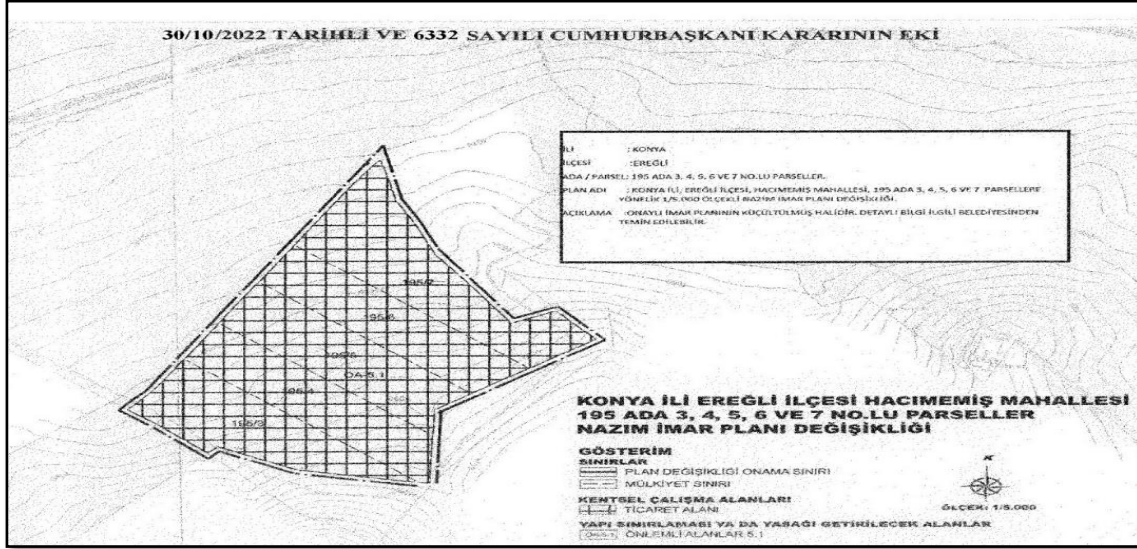 30/10/2022 TARİHLİ VE 6332 SAYILI CUMHURBAŞKANI KARARININ EKİ
İLİ : KONYA
İLÇESİ : EREĞLİ
ADA / PARSEL: 195 ADA 3, 4, 5, 6 VE 7 NO.LU PARSELLER.
PLAN ADI : KONYA İLİ, EREĞLİ İLÇESİ, HACIMEMİŞ MAHALLESİ, 195 ADA 3, 4, 5, 6 VE 7 PARSELLERE
YÖNELİK 1/5.000 ÖLÇEKLİ NAZIM İMAR PLANI DEĞİŞİKLİĞİ.
AÇIKLAMA : ONAYLI İMAR PLANININ KÜÇÜLTÜLMÜŞ HALİDİR. DETAYLI BİLGİ İLGİLİ BELEDİYESİNDEN
TEMİN EDİLEBİLİR.
195/7
195/6
195/5
ÖA-5.1
195/4
195/3
KONYA İLİ EREĞLİ İLÇESİ HACIMEMİŞ MAHALLESİ
195 ADA 3, 4, 5, 6 VE 7 NO.LU PARSELLER
NAZIM İMAR PLANI DEĞİŞİKLİĞİ
GÖSTERİM
SINIRLAR
PLAN DEĞİŞİKLİĞİ ONAMA SINIRI
MÜLKİYET SINIRI
KENTSEL ÇALIŞMA ALANLARI
TİCARET ALANI
YAPI SINIRLAMASI YA DA YASAĞI GETİRİLECEK ALANLAR
ÖA-5.1 ÖNLEMLİ ALANLAR 5.1
K
ÖLÇEK: 1/5.000